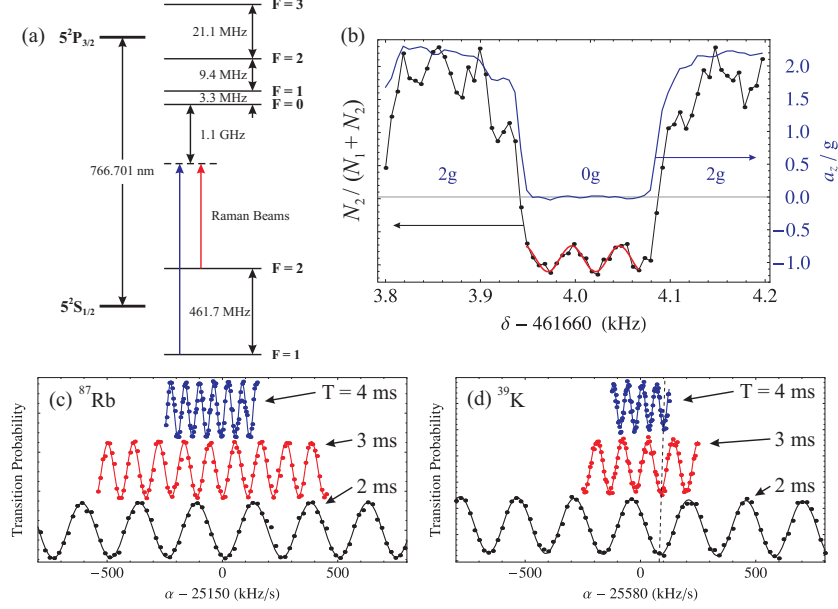 (a)
F = 3
21.1 MHz
5²P₃/₂
F = 2
9.4 MHz
F = 1
3.3 MHz
F = 0
1.1 GHz
766.701 nm
Raman Beams
F = 2
461.7 MHz
5²S₁/₂
F = 1
(b)
N₂ / (N₁ + N₂)
2g
0g
2g
2.0
1.5
1.0
0.5
0.0
−0.5
−1.0
a_z / g
3.8
3.9
4.0
4.1
4.2
δ − 461660 (kHz)
(c) ⁸⁷Rb
T = 4 ms
3 ms
2 ms
Transition Probability
−500
0
500
α − 25150 (kHz/s)
(d) ³⁹K
T = 4 ms
3 ms
2 ms
Transition Probability
−500
0
500
α − 25580 (kHz/s)